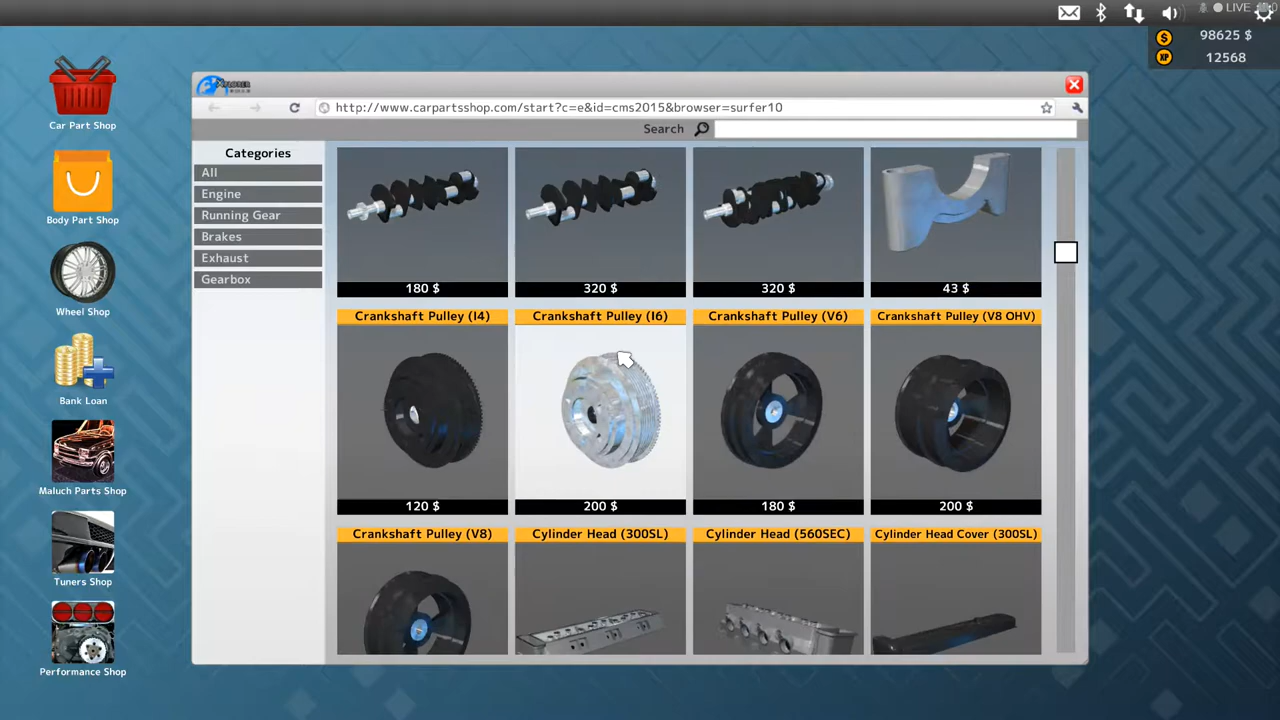 LIVE
98625 $
XP
12568
Car Part Shop
Body Part Shop
Wheel Shop
Bank Loan
Maluch Parts Shop
Tuners Shop
Performance Shop
http://www.carpartsshop.com/start?c=e&id=cms2015&browser=surfer10
Search
Categories
All
Engine
Running Gear
Brakes
Exhaust
Gearbox
180 $
320 $
320 $
43 $
Crankshaft Pulley (I4)
Crankshaft Pulley (I6)
Crankshaft Pulley (V6)
Crankshaft Pulley (V8 OHV)
120 $
200 $
180 $
200 $
Crankshaft Pulley (V8)
Cylinder Head (300SL)
Cylinder Head (560SEC)
Cylinder Head Cover (300SL)